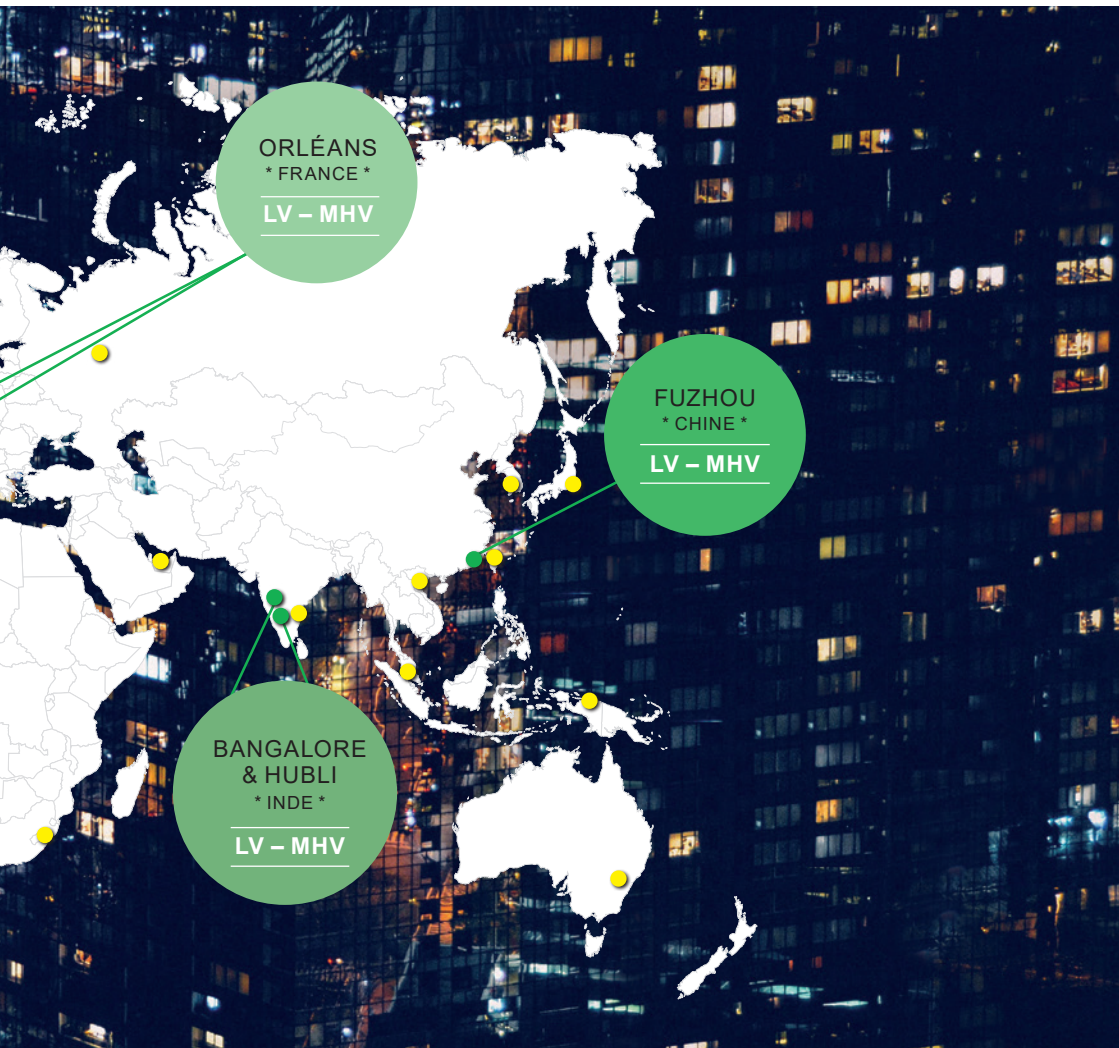 ORLÉANS
* FRANCE *
LV – MHV
FUZHOU
* CHINE *
LV – MHV
BANGALORE
& HUBLI
* INDE *
LV – MHV